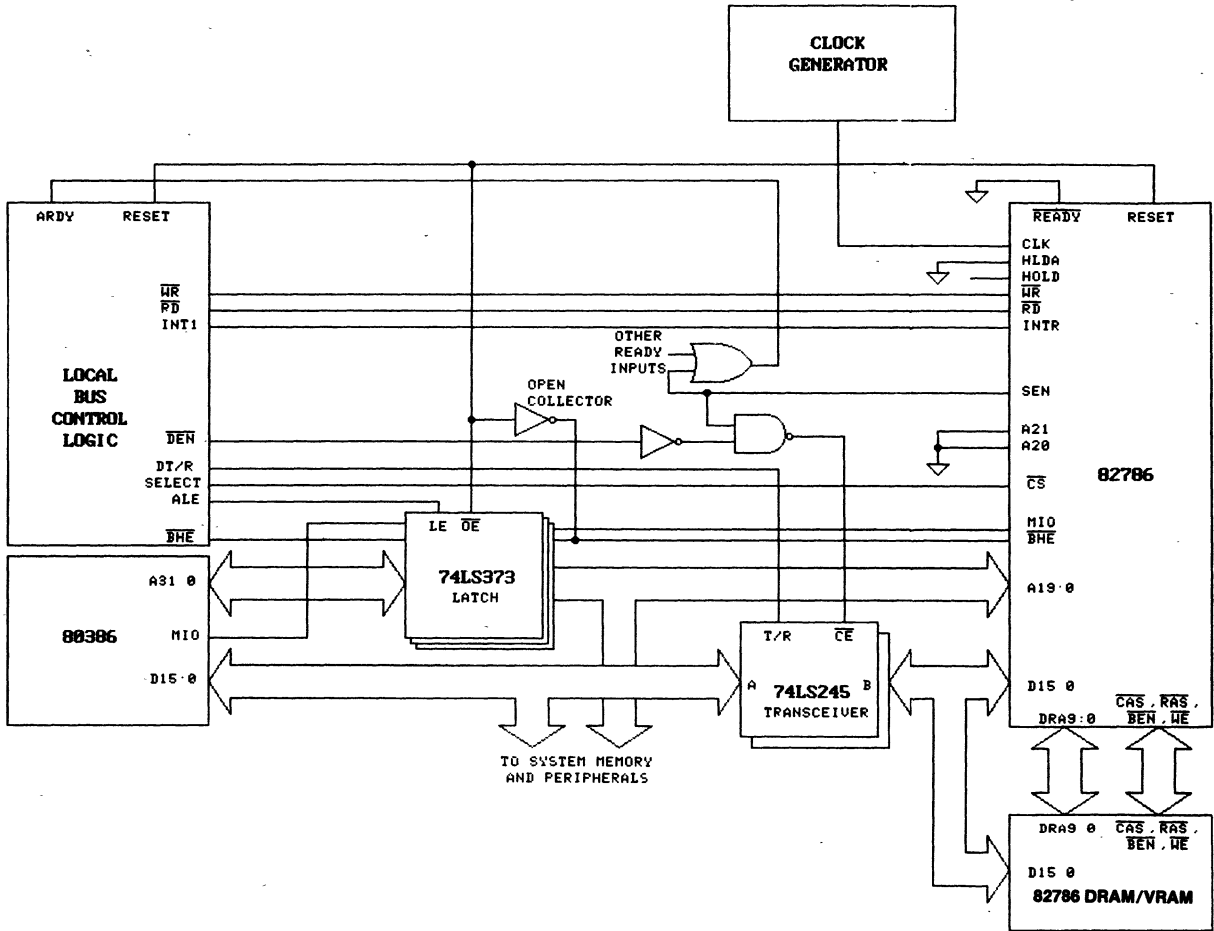 CLOCK
GENERATOR
ARDY RESET
READY RESET
CLK
HLDA
HOLD
WR
RD
INTR
SEN
A21
A20
CS
MIO
BHE
A19·0
D15 0
DRA9:0
CAS, RAS,
BEN, WE
82786
WR
RD
INT1
LOCAL
BUS
CONTROL
LOGIC
DEN
DT/R
SELECT
ALE
BHE
OTHER
READY
INPUTS
OPEN
COLLECTOR
LE OE
74LS373
LATCH
A31 0
80386
MIO
D15·0
T/R CE
A 74LS245 B
TRANSCEIVER
TO SYSTEM MEMORY
AND PERIPHERALS
DRA9 0 CAS, RAS,
BEN, WE
D15 0
82786 DRAM/VRAM